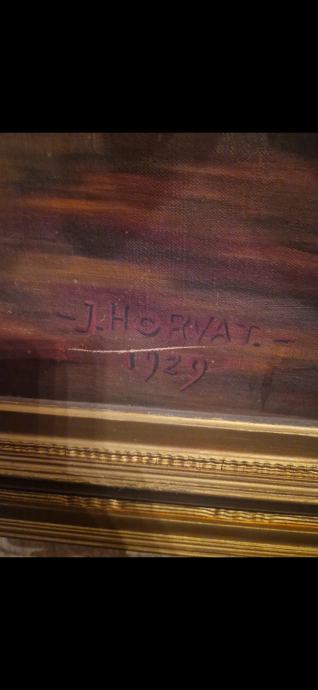 - J. HORVAT. -
1929